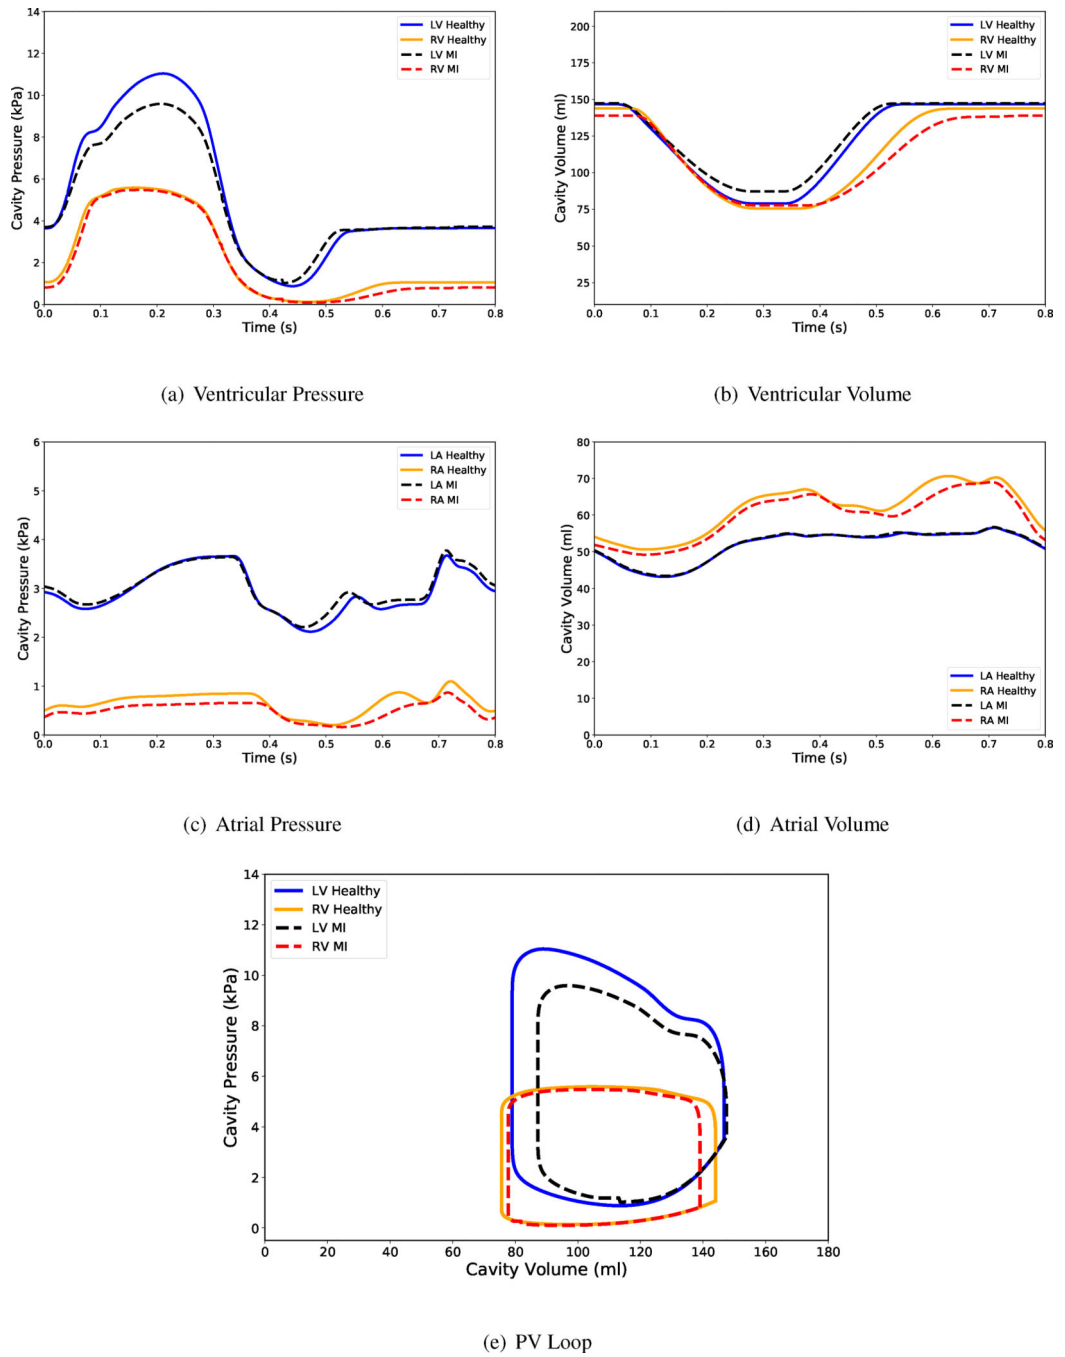 14
12
10
8
6
4
2
0
Cavity Pressure (kPa)
LV Healthy
RV Healthy
LV MI
RV MI
0.0 0.1 0.2 0.3 0.4 0.5 0.6 0.7 0.8
Time (s)
(a) Ventricular Pressure
200
175
150
125
100
75
50
25
Cavity Volume (ml)
LV Healthy
RV Healthy
LV MI
RV MI
0.0 0.1 0.2 0.3 0.4 0.5 0.6 0.7 0.8
Time (s)
(b) Ventricular Volume
6
5
4
3
2
1
0
Cavity Pressure (kPa)
LA Healthy
RA Healthy
LA MI
RA MI
0.0 0.1 0.2 0.3 0.4 0.5 0.6 0.7 0.8
Time (s)
(c) Atrial Pressure
80
70
60
50
40
30
20
10
0
Cavity Volume (ml)
LA Healthy
RA Healthy
LA MI
RA MI
0.0 0.1 0.2 0.3 0.4 0.5 0.6 0.7 0.8
Time (s)
(d) Atrial Volume
14
12
10
8
6
4
2
0
Cavity Pressure (kPa)
LV Healthy
RV Healthy
LV MI
RV MI
0 20 40 60 80 100 120 140 160 180
Cavity Volume (ml)
(e) PV Loop